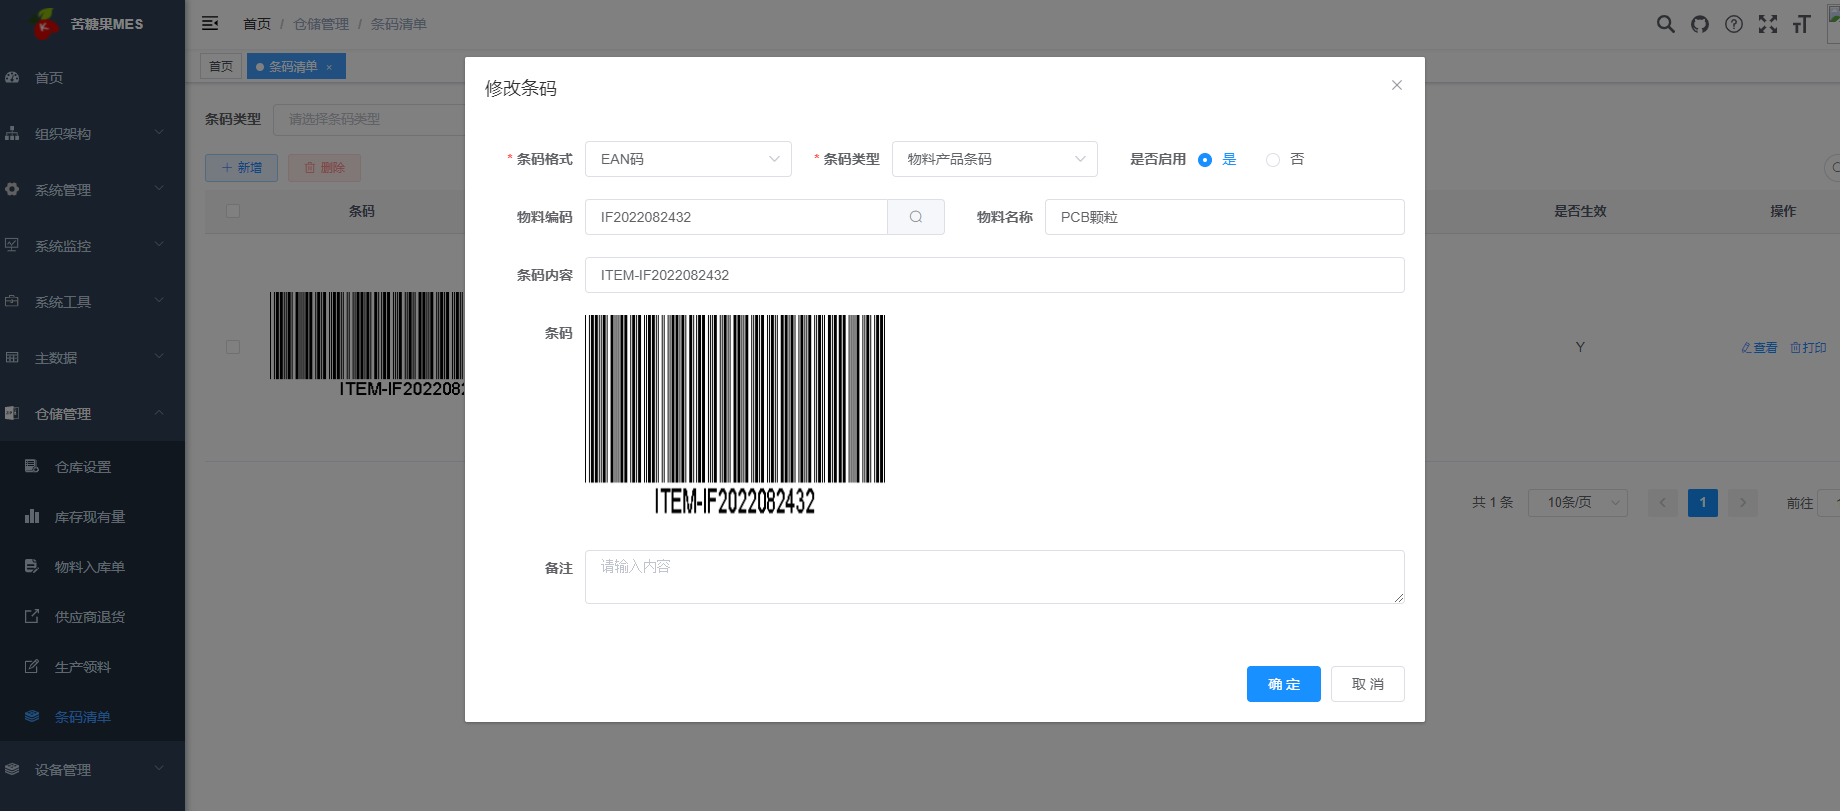 苦糖果MES
首页
组织架构
系统管理
系统监控
系统工具
主数据
仓储管理
仓库设置
库存现有量
物料入库单
供应商退货
生产领料
条码清单
设备管理
首页 / 仓储管理 / 条码清单
首页
条码清单 ×
条码类型 请选择条码类型
+ 新增 删除
条码 是否生效 操作
ITEM-IF202208
Y 查看 打印
共 1 条 10条/页 < 1 > 前往
修改条码
* 条码格式 EAN码 * 条码类型 物料产品条码 是否启用 是 否
物料编码 IF2022082432 物料名称 PCB颗粒
条码内容 ITEM-IF2022082432
条码
ITEM-IF2022082432
备注 请输入内容
确 定 取 消